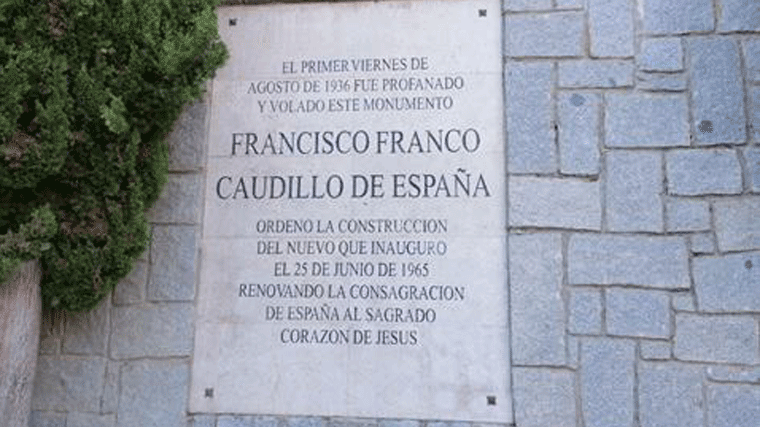 EL PRIMER VIERNES DE
AGOSTO DE 1936 FUE PROFANADO
Y VOLADO ESTE MONUMENTO
FRANCISCO FRANCO
CAUDILLO DE ESPAÑA
ORDENO LA CONSTRUCCION
DEL NUEVO QUE INAUGURO
EL 25 DE JUNIO DE 1965
RENOVANDO LA CONSAGRACION
DE ESPAÑA AL SAGRADO
CORAZON DE JESUS